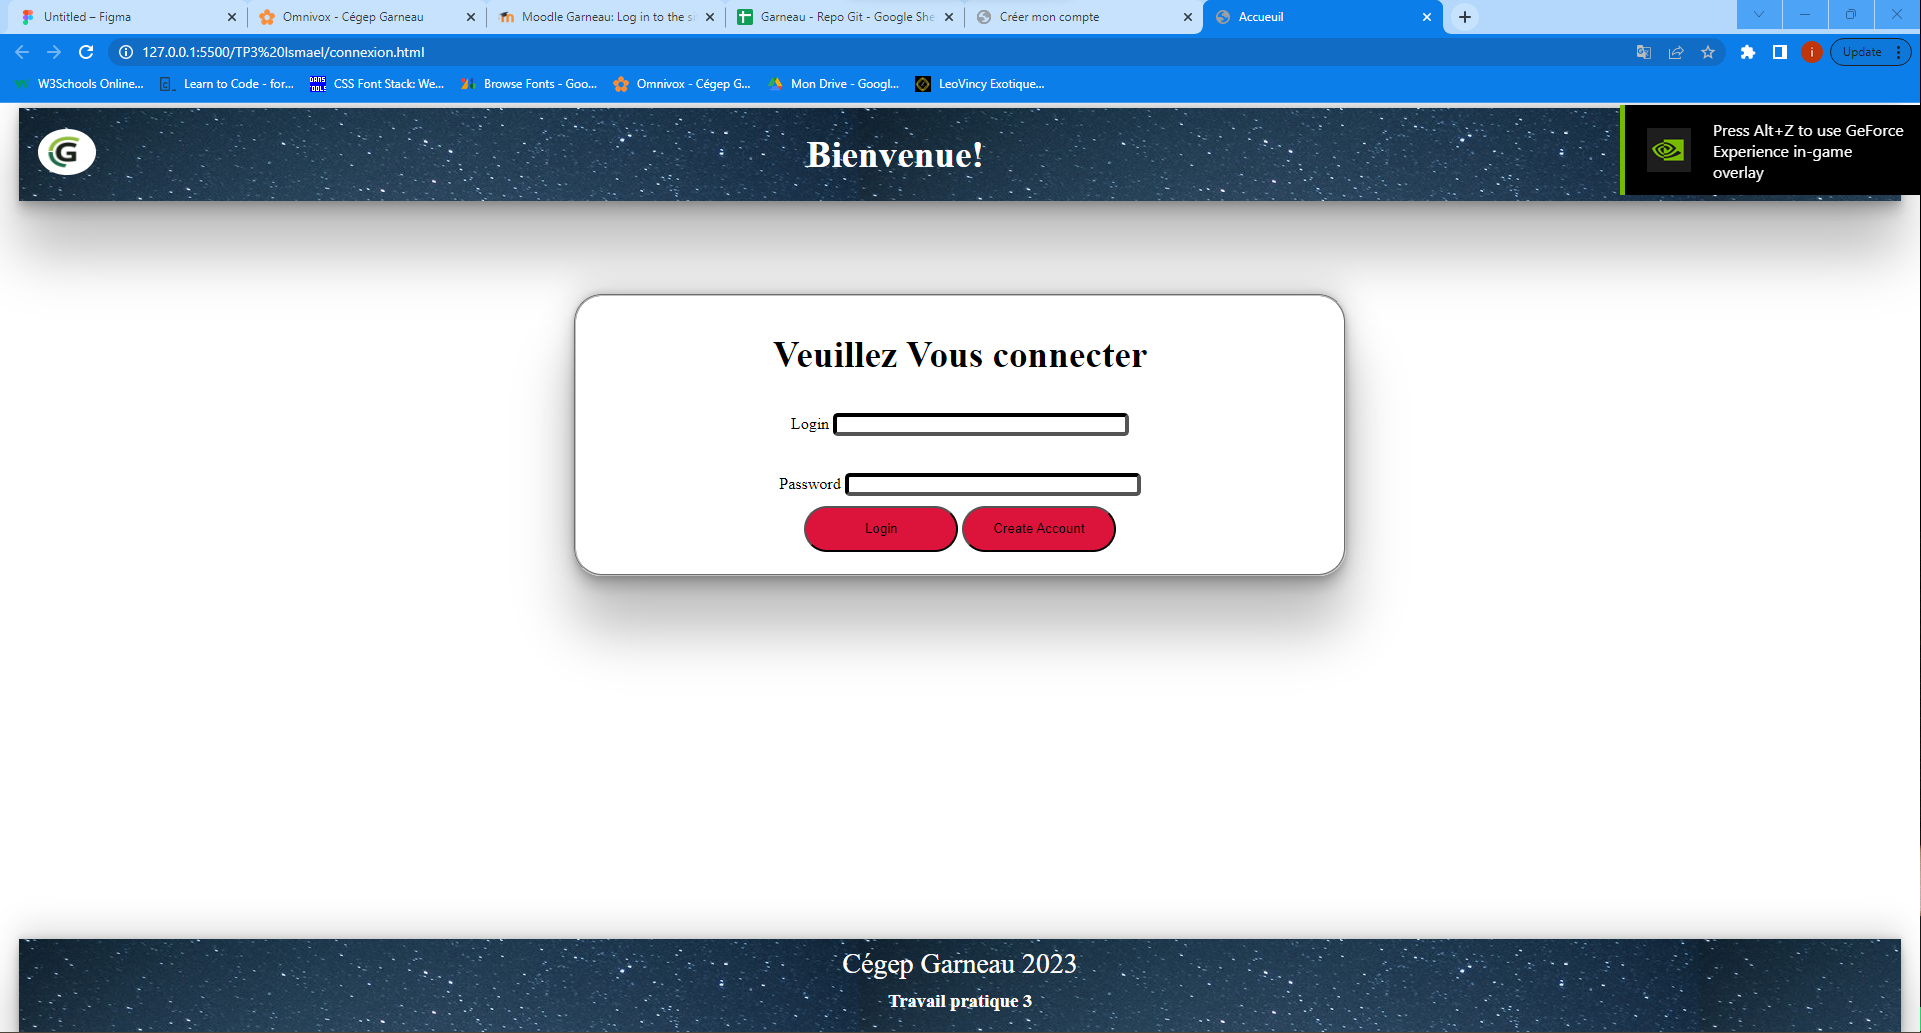 Untitled – Figma
Omnivox - Cégep Garneau
Moodle Garneau: Log in to the si
Garneau - Repo Git - Google She
Créer mon compte
Accueuil
127.0.0.1:5500/TP3%20Ismael/connexion.html
i
Update
W3Schools Online...
Learn to Code - for...
DANS TOOLS
CSS Font Stack: We...
Browse Fonts - Goo...
Omnivox - Cégep G...
Mon Drive - Googl...
LeoVincy Exotique...
G
Bienvenue!
Press Alt+Z to use GeForce
Experience in-game
overlay
Veuillez Vous connecter
Login
Password
Login Create Account
Cégep Garneau 2023
Travail pratique 3